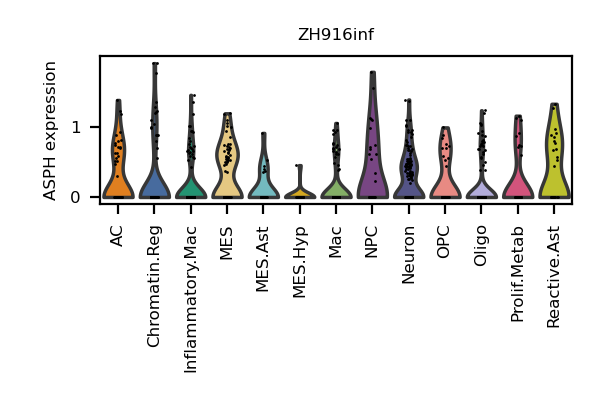 ZH916inf
ASPH expression
1
0
AC
Chromatin.Reg
Inflammatory.Mac
MES
MES.Ast
MES.Hyp
Mac
NPC
Neuron
OPC
Oligo
Prolif.Metab
Reactive.Ast